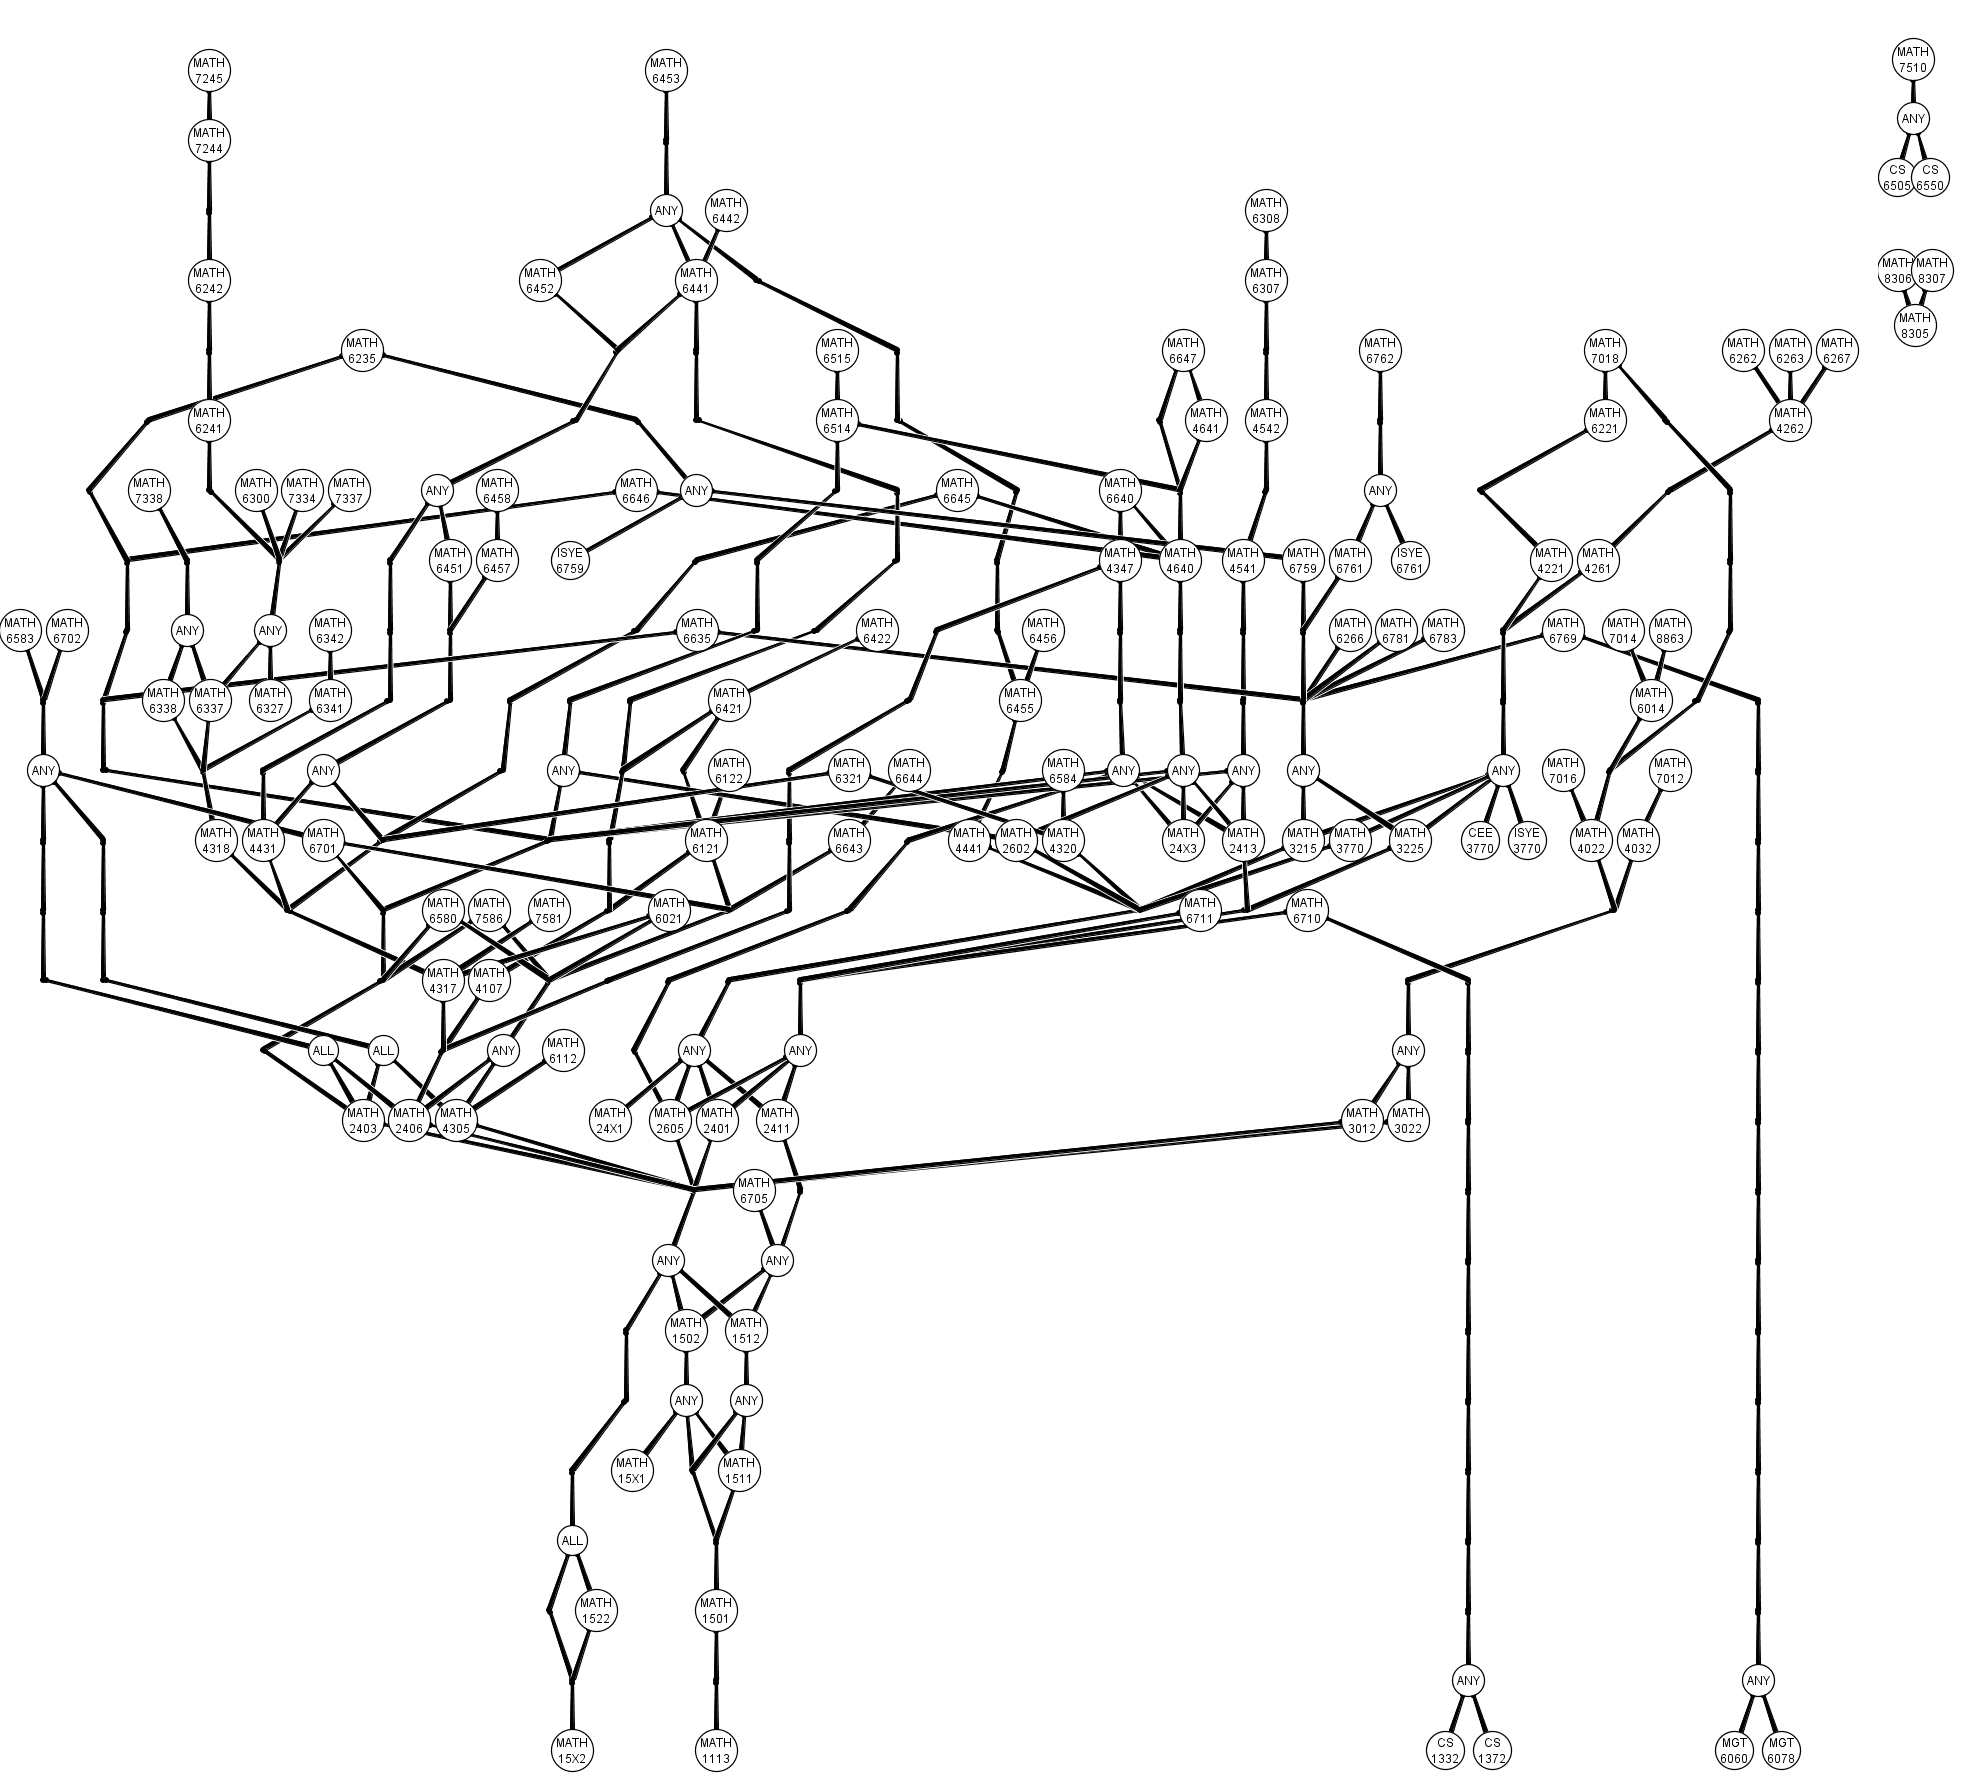 MATH
7510
MATH
7245
MATH
6453
ANY
MATH
7244
CS
6505
CS
6550
ANY
MATH
6442
MATH
6308
MATH
6242
MATH
6452
MATH
6441
MATH
6307
MATH
8306
MATH
8307
MATH
8305
MATH
6235
MATH
6515
MATH
6647
MATH
6762
MATH
7018
MATH
6262
MATH
6263
MATH
6267
MATH
6241
MATH
6514
MATH
4641
MATH
4542
MATH
6221
MATH
4262
MATH
7338
MATH
6300
MATH
7334
MATH
7337
ANY
MATH
6458
MATH
6646
ANY
MATH
6645
MATH
6640
ANY
MATH
6451
MATH
6457
ISYE
6759
MATH
4347
MATH
4640
MATH
4541
MATH
6759
MATH
6761
ISYE
6761
MATH
4221
MATH
4261
MATH
6583
MATH
6702
ANY
ANY
MATH
6342
MATH
6635
MATH
6422
MATH
6456
MATH
6266
MATH
6781
MATH
6783
MATH
6769
MATH
7014
MATH
8863
MATH
6338
MATH
6337
MATH
6327
MATH
6341
MATH
6421
MATH
6455
MATH
6014
ANY
ANY
ANY
MATH
6122
MATH
6321
MATH
6644
MATH
6584
ANY
ANY
ANY
ANY
ANY
MATH
7016
MATH
7012
MATH
4318
MATH
4431
MATH
6701
MATH
6121
MATH
6643
MATH
4441
MATH
2602
MATH
4320
MATH
24X3
MATH
2413
MATH
3215
MATH
3770
MATH
3225
CEE
3770
ISYE
3770
MATH
4022
MATH
4032
MATH
6580
MATH
7586
MATH
7581
MATH
6021
MATH
6711
MATH
6710
MATH
4317
MATH
4107
ALL
ALL
ANY
MATH
6112
ANY
ANY
ANY
MATH
2403
MATH
2406
MATH
4305
MATH
24X1
MATH
2605
MATH
2401
MATH
2411
MATH
3012
MATH
3022
MATH
6705
ANY
ANY
MATH
1502
MATH
1512
ANY
ANY
MATH
15X1
MATH
1511
ALL
MATH
1522
MATH
1501
ANY
ANY
MATH
15X2
MATH
1113
CS
1332
CS
1372
MGT
6060
MGT
6078